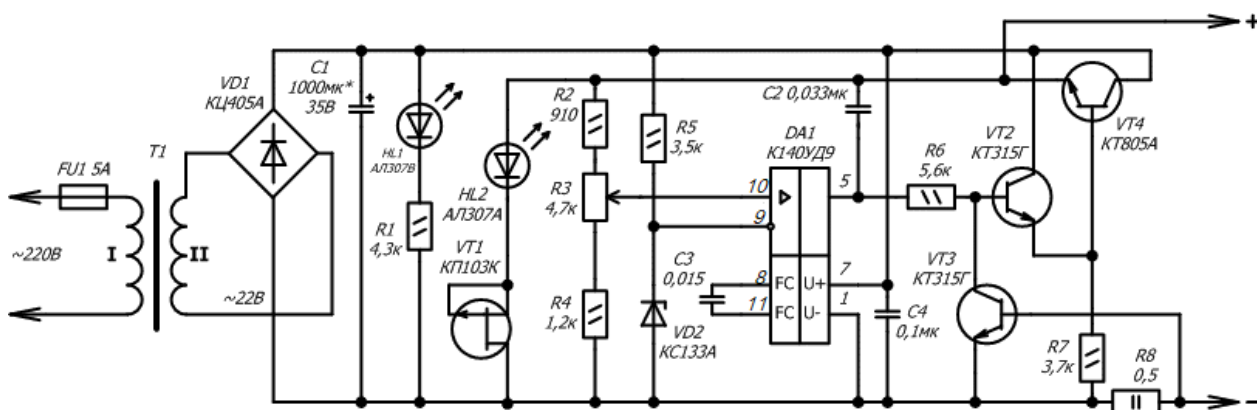 +
VD1
КЦ405А
C1
1000мк*
35В
+
R2
910
C2 0,033мк
VT4
КТ805А
FU1 5А
T1
HL1
АЛ307В
HL2
АЛ307А
R5
3,5к
DA1
К140УД9
R6
5,6к
VT2
КТ315Г
R3
4,7к
10
5
9
I
II
~220В
~22В
R1
4,3к
VT1
КП103К
R4
1,2к
C3
0,015
8
FC
U+
7
11
FC
U-
1
VD2
КС133А
C4
0,1мк
VT3
КТ315Г
R7
3,7к
R8
0,5
-